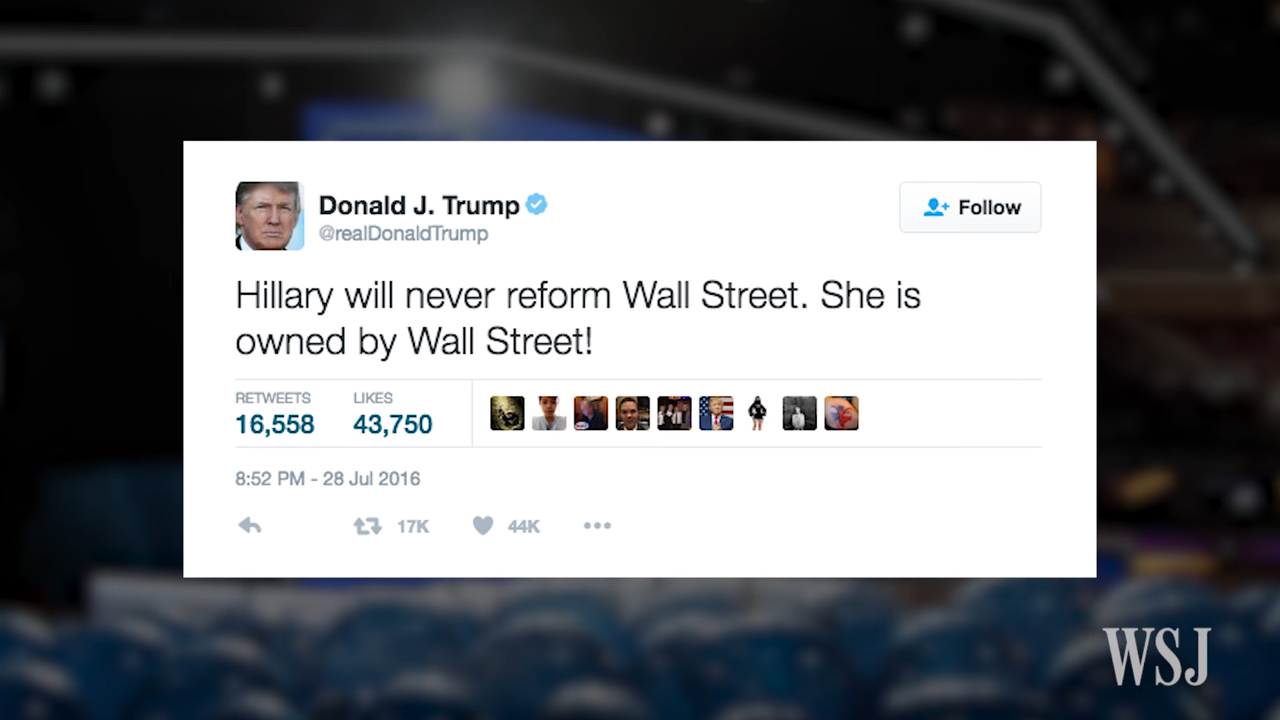 Donald J. Trump
@realDonaldTrump
Follow
Hillary will never reform Wall Street. She is
owned by Wall Street!
RETWEETS LIKES
16,558 43,750
8:52 PM - 28 Jul 2016
17K 44K
WSJ